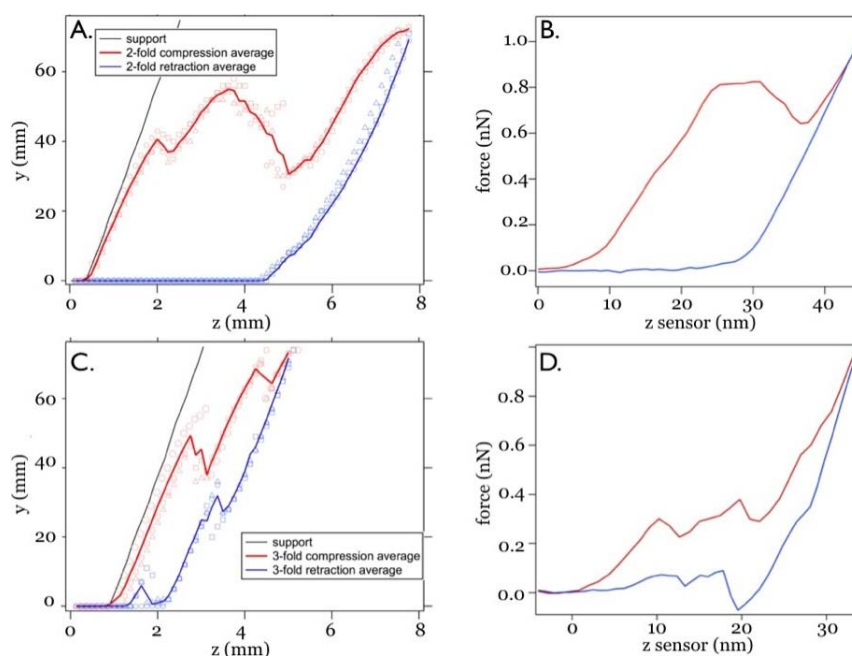 A.
support
2-fold compression average
2-fold retraction average
60
40
20
0
y (mm)
0 2 4 6 8
z (mm)
B.
1.0
0.8
0.6
0.4
0.2
0.0
force (nN)
0 10 20 30 40
z sensor (nm)
C.
60
40
20
0
y (mm)
support
3-fold compression average
3-fold retraction average
0 2 4 6 8
z (mm)
D.
0.8
0.6
0.4
0.2
0.0
force (nN)
0 10 20 30
z sensor (nm)